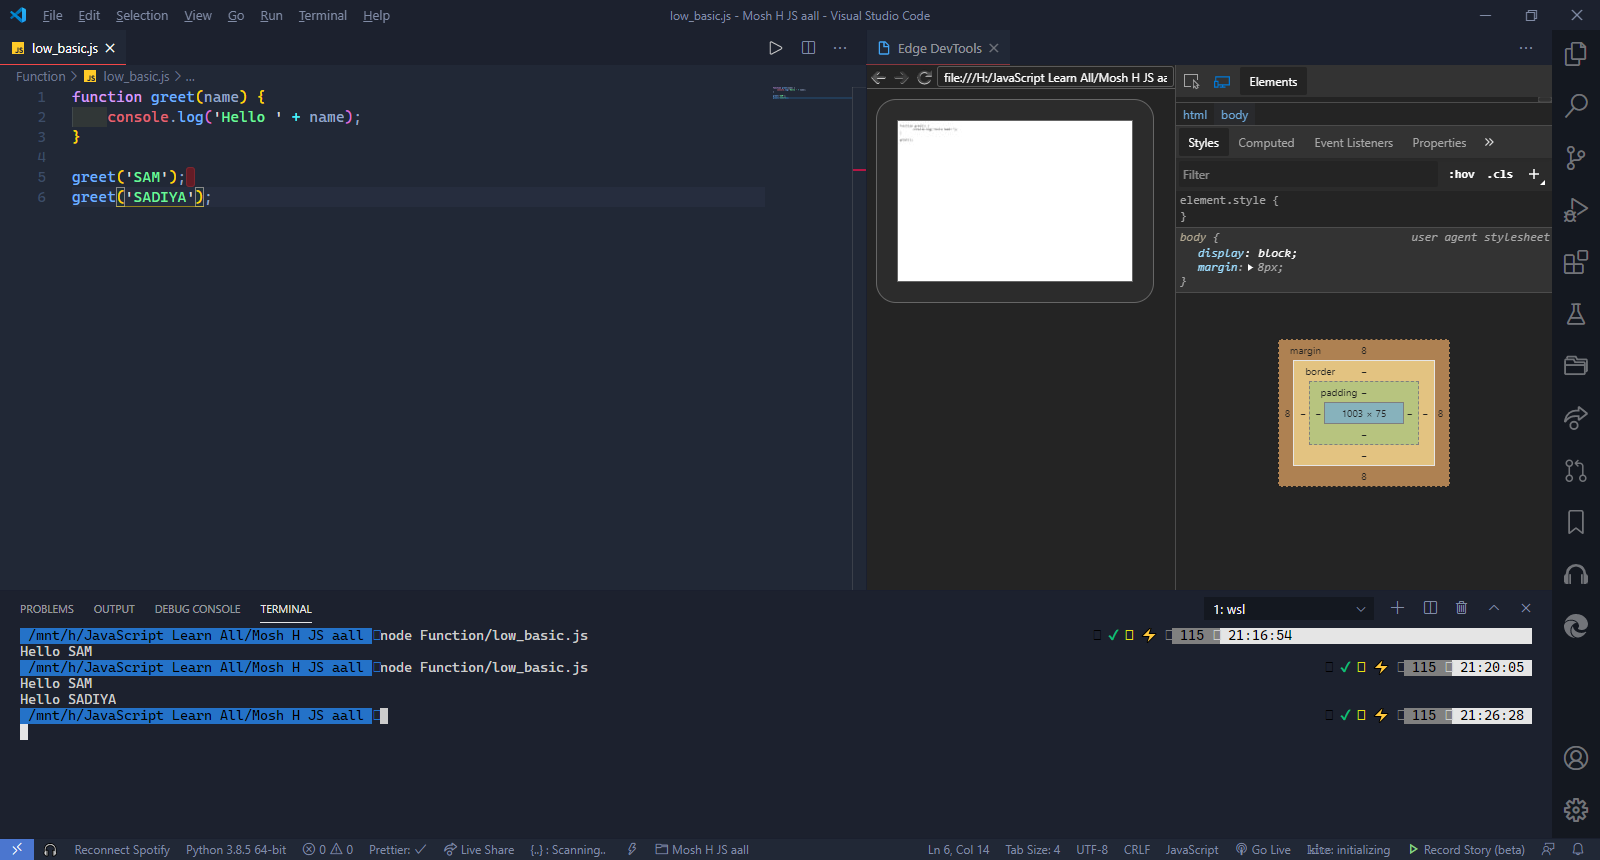 File Edit Selection View Go Run Terminal Help low_basic.js - Mosh H JS aall - Visual Studio Code
JS low_basic.js
Edge DevTools
Function > JS low_basic.js > ...
1 function greet(name) {
2 console.log('Hello ' + name);
3 }
4
5 greet('SAM');
6 greet('SADIYA');
file:///H:/JavaScript Learn All/Mosh H JS aa
Elements
html body
Styles Computed Event Listeners Properties »
Filter :hov .cls +
element.style {
}
body { user agent stylesheet
display: block;
margin: 8px;
}
margin 8
border –
padding –
8 – – 1003 × 75 – – 8
–
–
8
PROBLEMS OUTPUT DEBUG CONSOLE TERMINAL 1: wsl
/mnt/h/JavaScript Learn All/Mosh H JS aall node Function/low_basic.js ✓ ⚡ 115 21:16:54
Hello SAM
/mnt/h/JavaScript Learn All/Mosh H JS aall node Function/low_basic.js ✓ ⚡ 115 21:20:05
Hello SAM
Hello SADIYA
/mnt/h/JavaScript Learn All/Mosh H JS aall ✓ ⚡ 115 21:26:28
Reconnect Spotify Python 3.8.5 64-bit 0 0 Prettier: ✓ Live Share {..} : Scanning.. Mosh H JS aall Ln 6, Col 14 Tab Size: 4 UTF-8 CRLF JavaScript Go Live kite: initializing Record Story (beta)